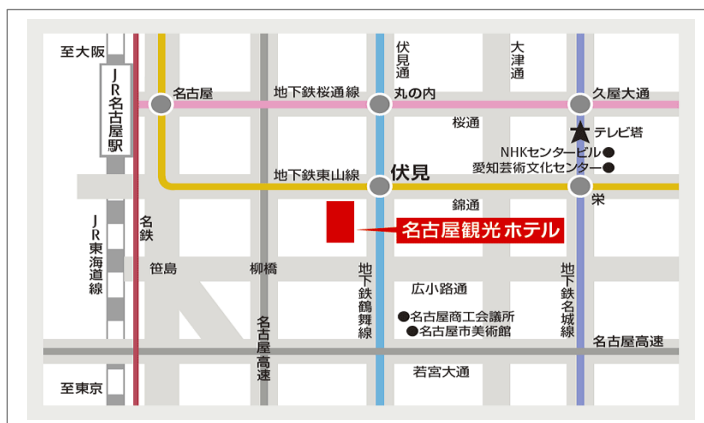 至大阪
JR名古屋駅
名古屋
地下鉄桜通線
伏見通
丸の内
大津通
久屋大通
桜通
テレビ塔
NHKセンタービル●
愛知芸術文化センター●
地下鉄東山線
伏見
錦通
栄
名古屋観光ホテル
JR東海道線
名鉄
笹島
柳橋
地下鉄鶴舞線
広小路通
地下鉄名城線
●名古屋商工会議所
●名古屋市美術館
名古屋高速
名古屋高速
至東京
若宮大通